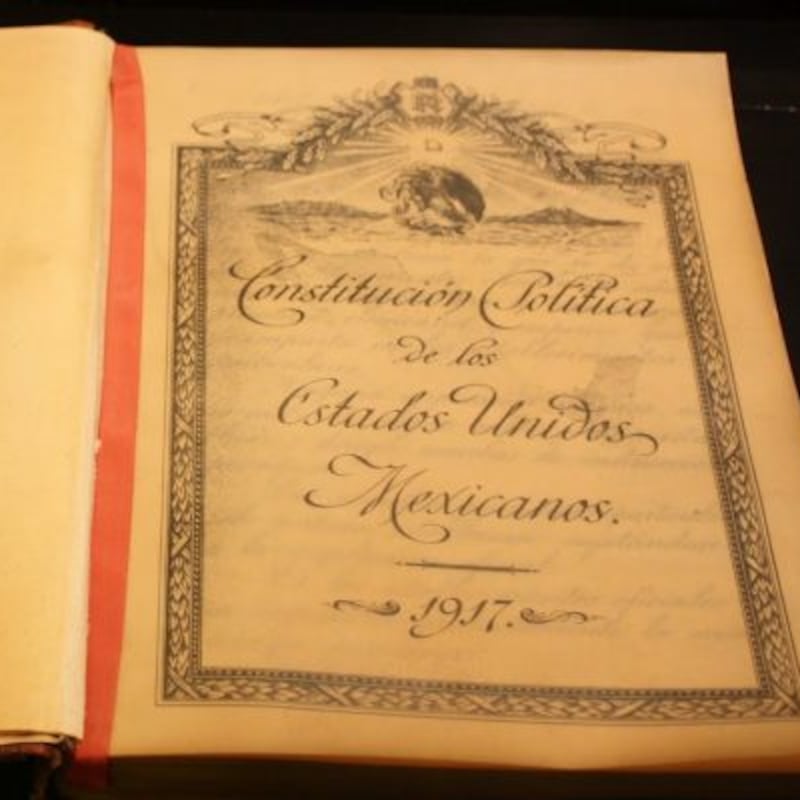 R
Constitución Política
de los
Estados Unidos
Mexicanos.
1917.